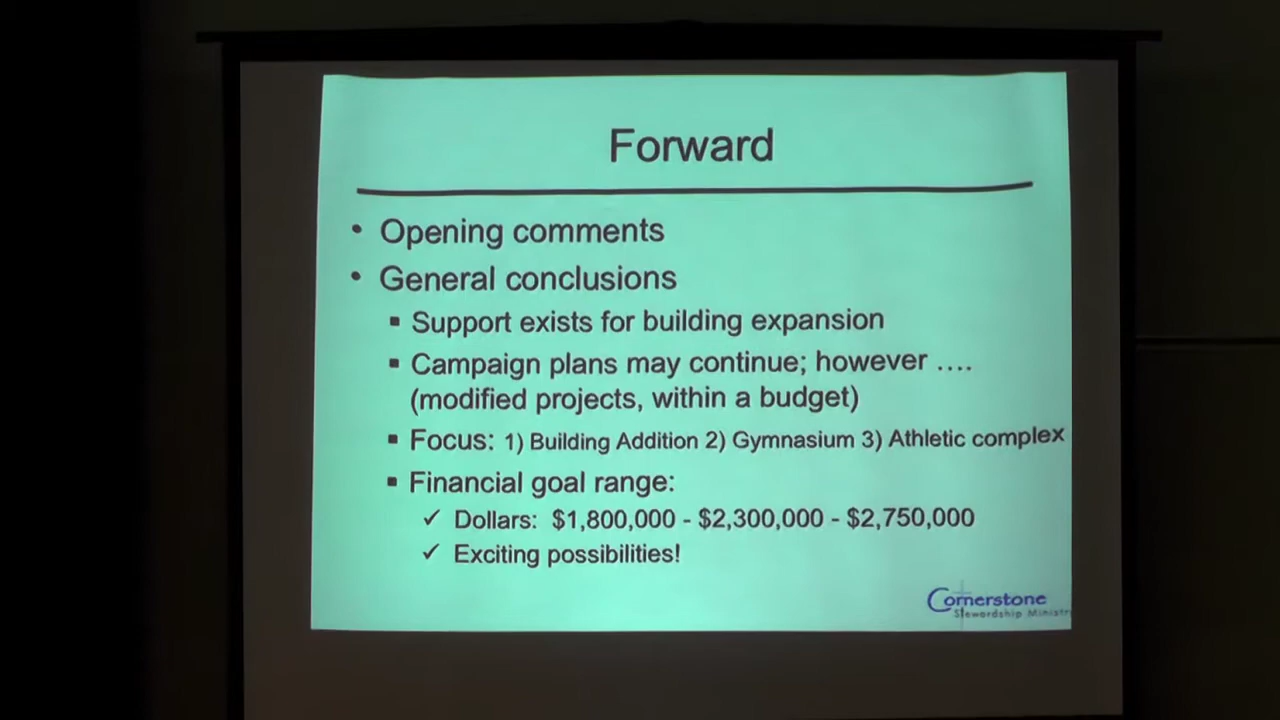 Forward
• Opening comments
• General conclusions
▪ Support exists for building expansion
▪ Campaign plans may continue; however ….
(modified projects, within a budget)
▪ Focus: 1) Building Addition 2) Gymnasium 3) Athletic complex
▪ Financial goal range:
✓ Dollars: $1,800,000 - $2,300,000 - $2,750,000
✓ Exciting possibilities!
Cornerstone
Stewardship Ministr